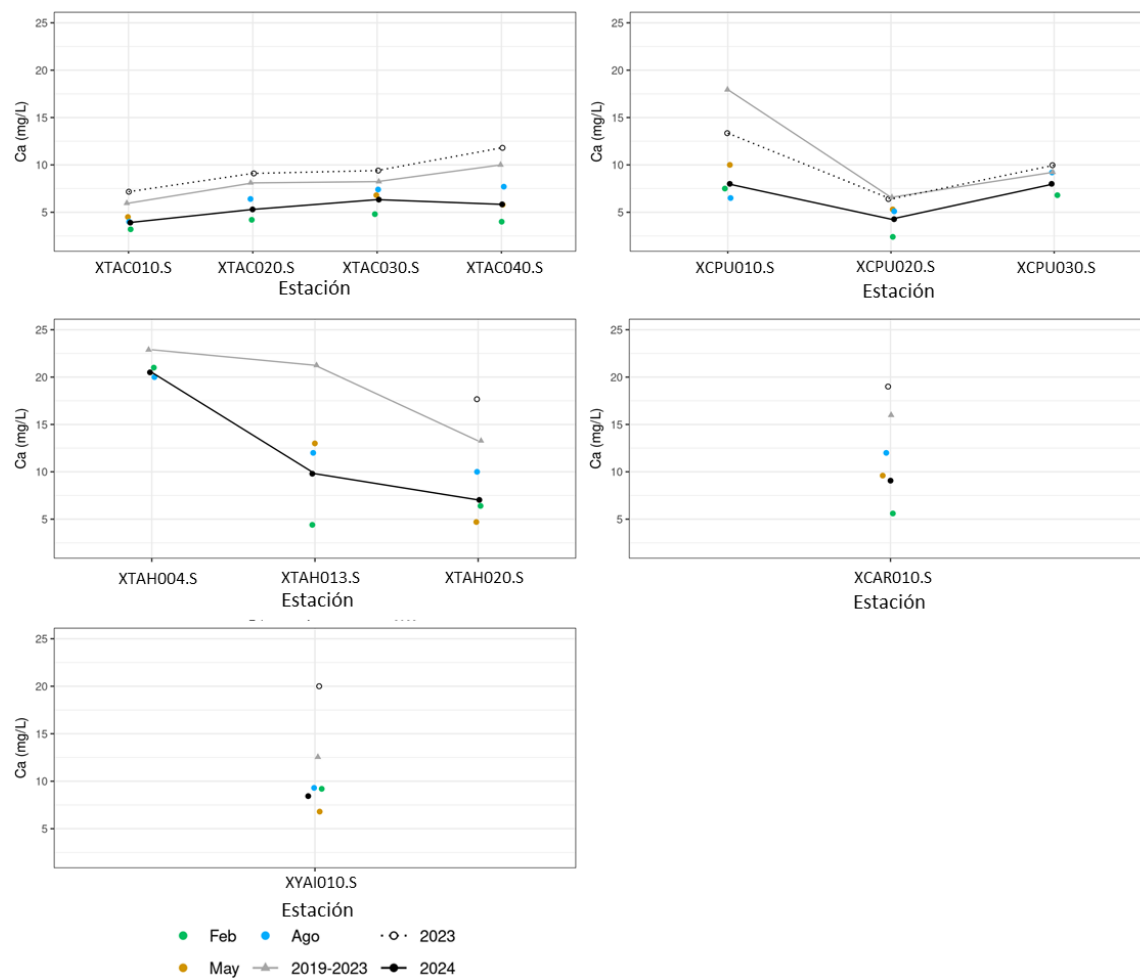 25
20
15
10
5
Ca (mg/L)
XTAC010.S XTAC020.S XTAC030.S XTAC040.S
Estación
25
20
15
10
5
Ca (mg/L)
XCPU010.S XCPU020.S XCPU030.S
Estación
25
20
15
10
5
Ca (mg/L)
XTAH004.S XTAH013.S XTAH020.S
Estación
25
20
15
10
5
Ca (mg/L)
XCAR010.S
Estación
25
20
15
10
5
Ca (mg/L)
XYAI010.S
Estación
Feb Ago 2023
May 2019-2023 2024